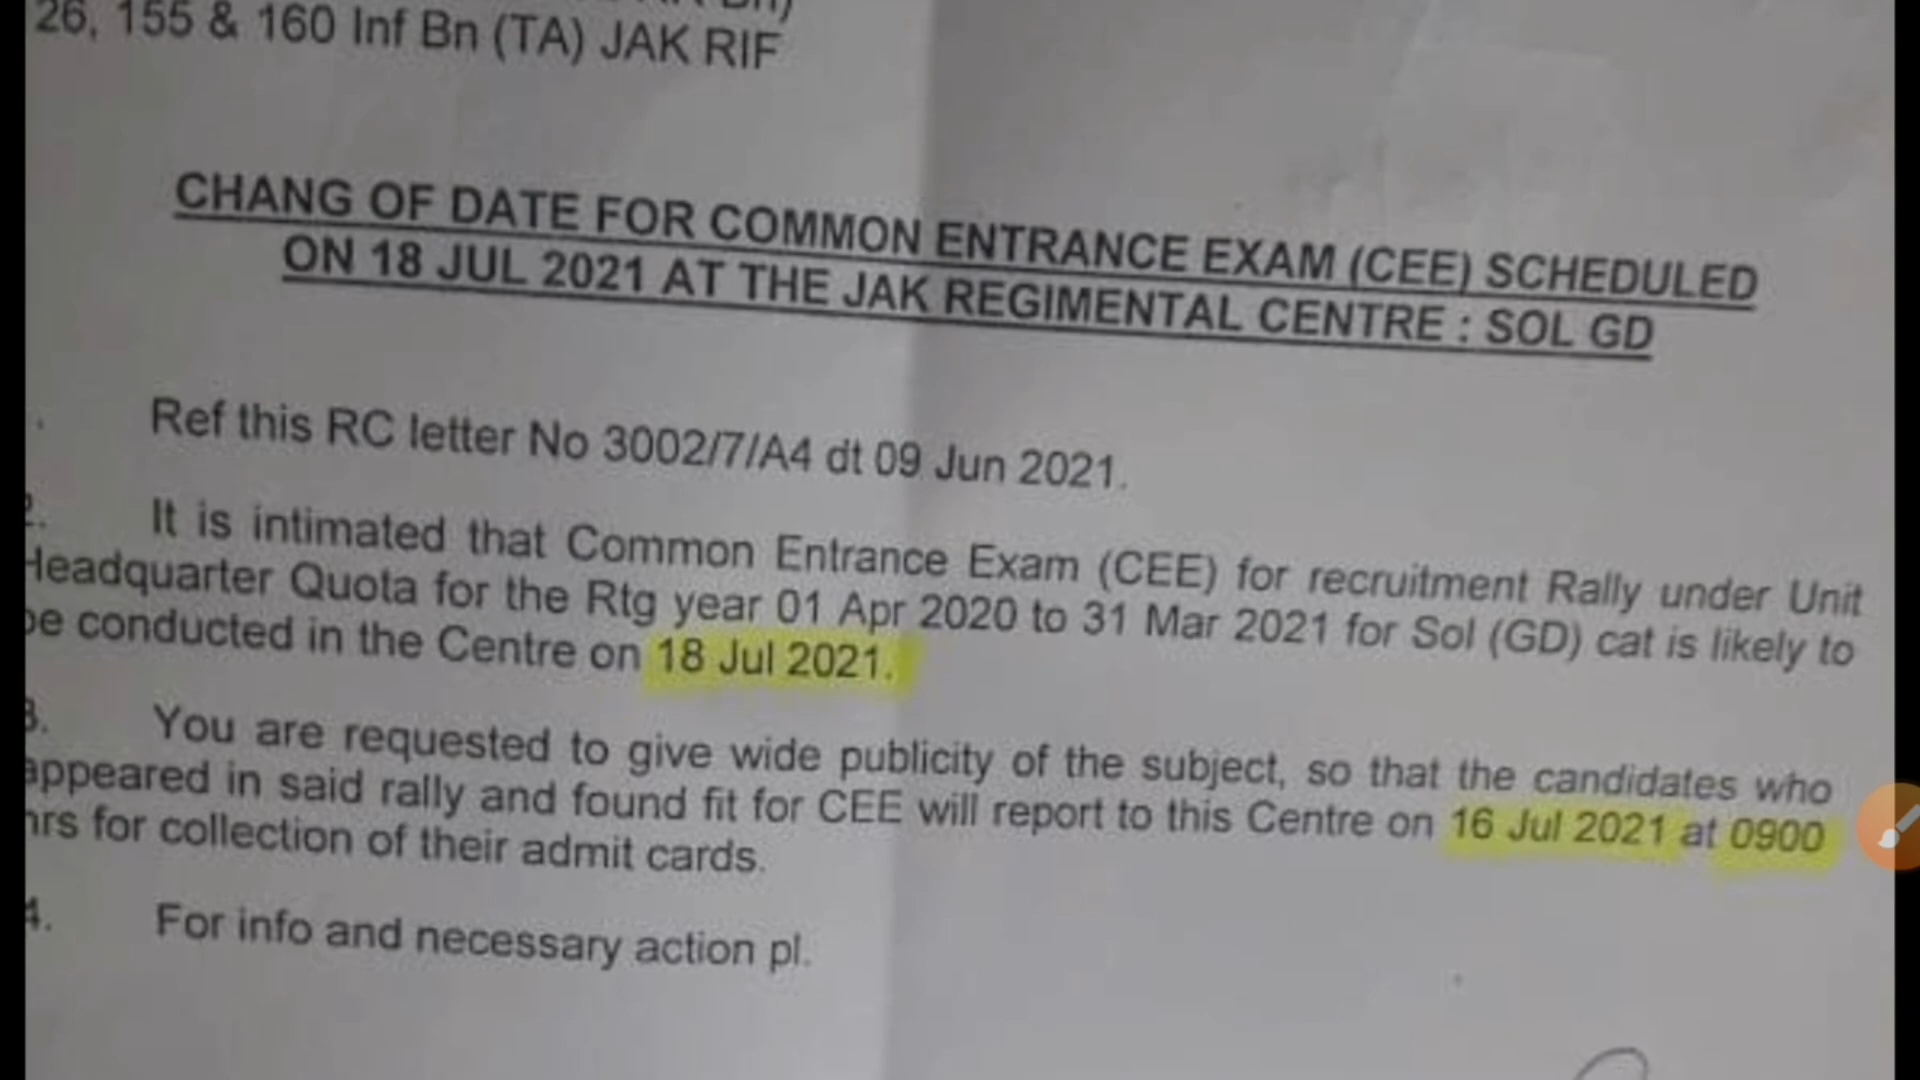 26, 155 & 160 Inf Bn (TA) JAK RIF
CHANG OF DATE FOR COMMON ENTRANCE EXAM (CEE) SCHEDULED
ON 18 JUL 2021 AT THE JAK REGIMENTAL CENTRE : SOL GD
Ref this RC letter No 3002/7/A4 dt 09 Jun 2021.
2. It is intimated that Common Entrance Exam (CEE) for recruitment Rally under Unit
Headquarter Quota for the Rtg year 01 Apr 2020 to 31 Mar 2021 for Sol (GD) cat is likely to
be conducted in the Centre on 18 Jul 2021.
3. You are requested to give wide publicity of the subject, so that the candidates who
appeared in said rally and found fit for CEE will report to this Centre on 16 Jul 2021 at 0900
hrs for collection of their admit cards.
4. For info and necessary action pl.